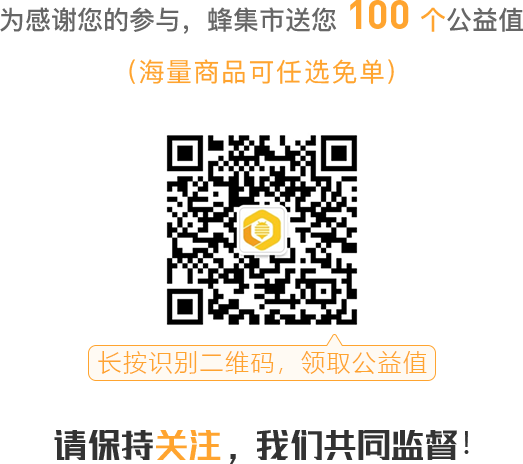 为感谢您的参与，蜂集市送您 100 个公益值
（海量商品可任选免单）
长按识别二维码，领取公益值
请保持关注，我们共同监督！